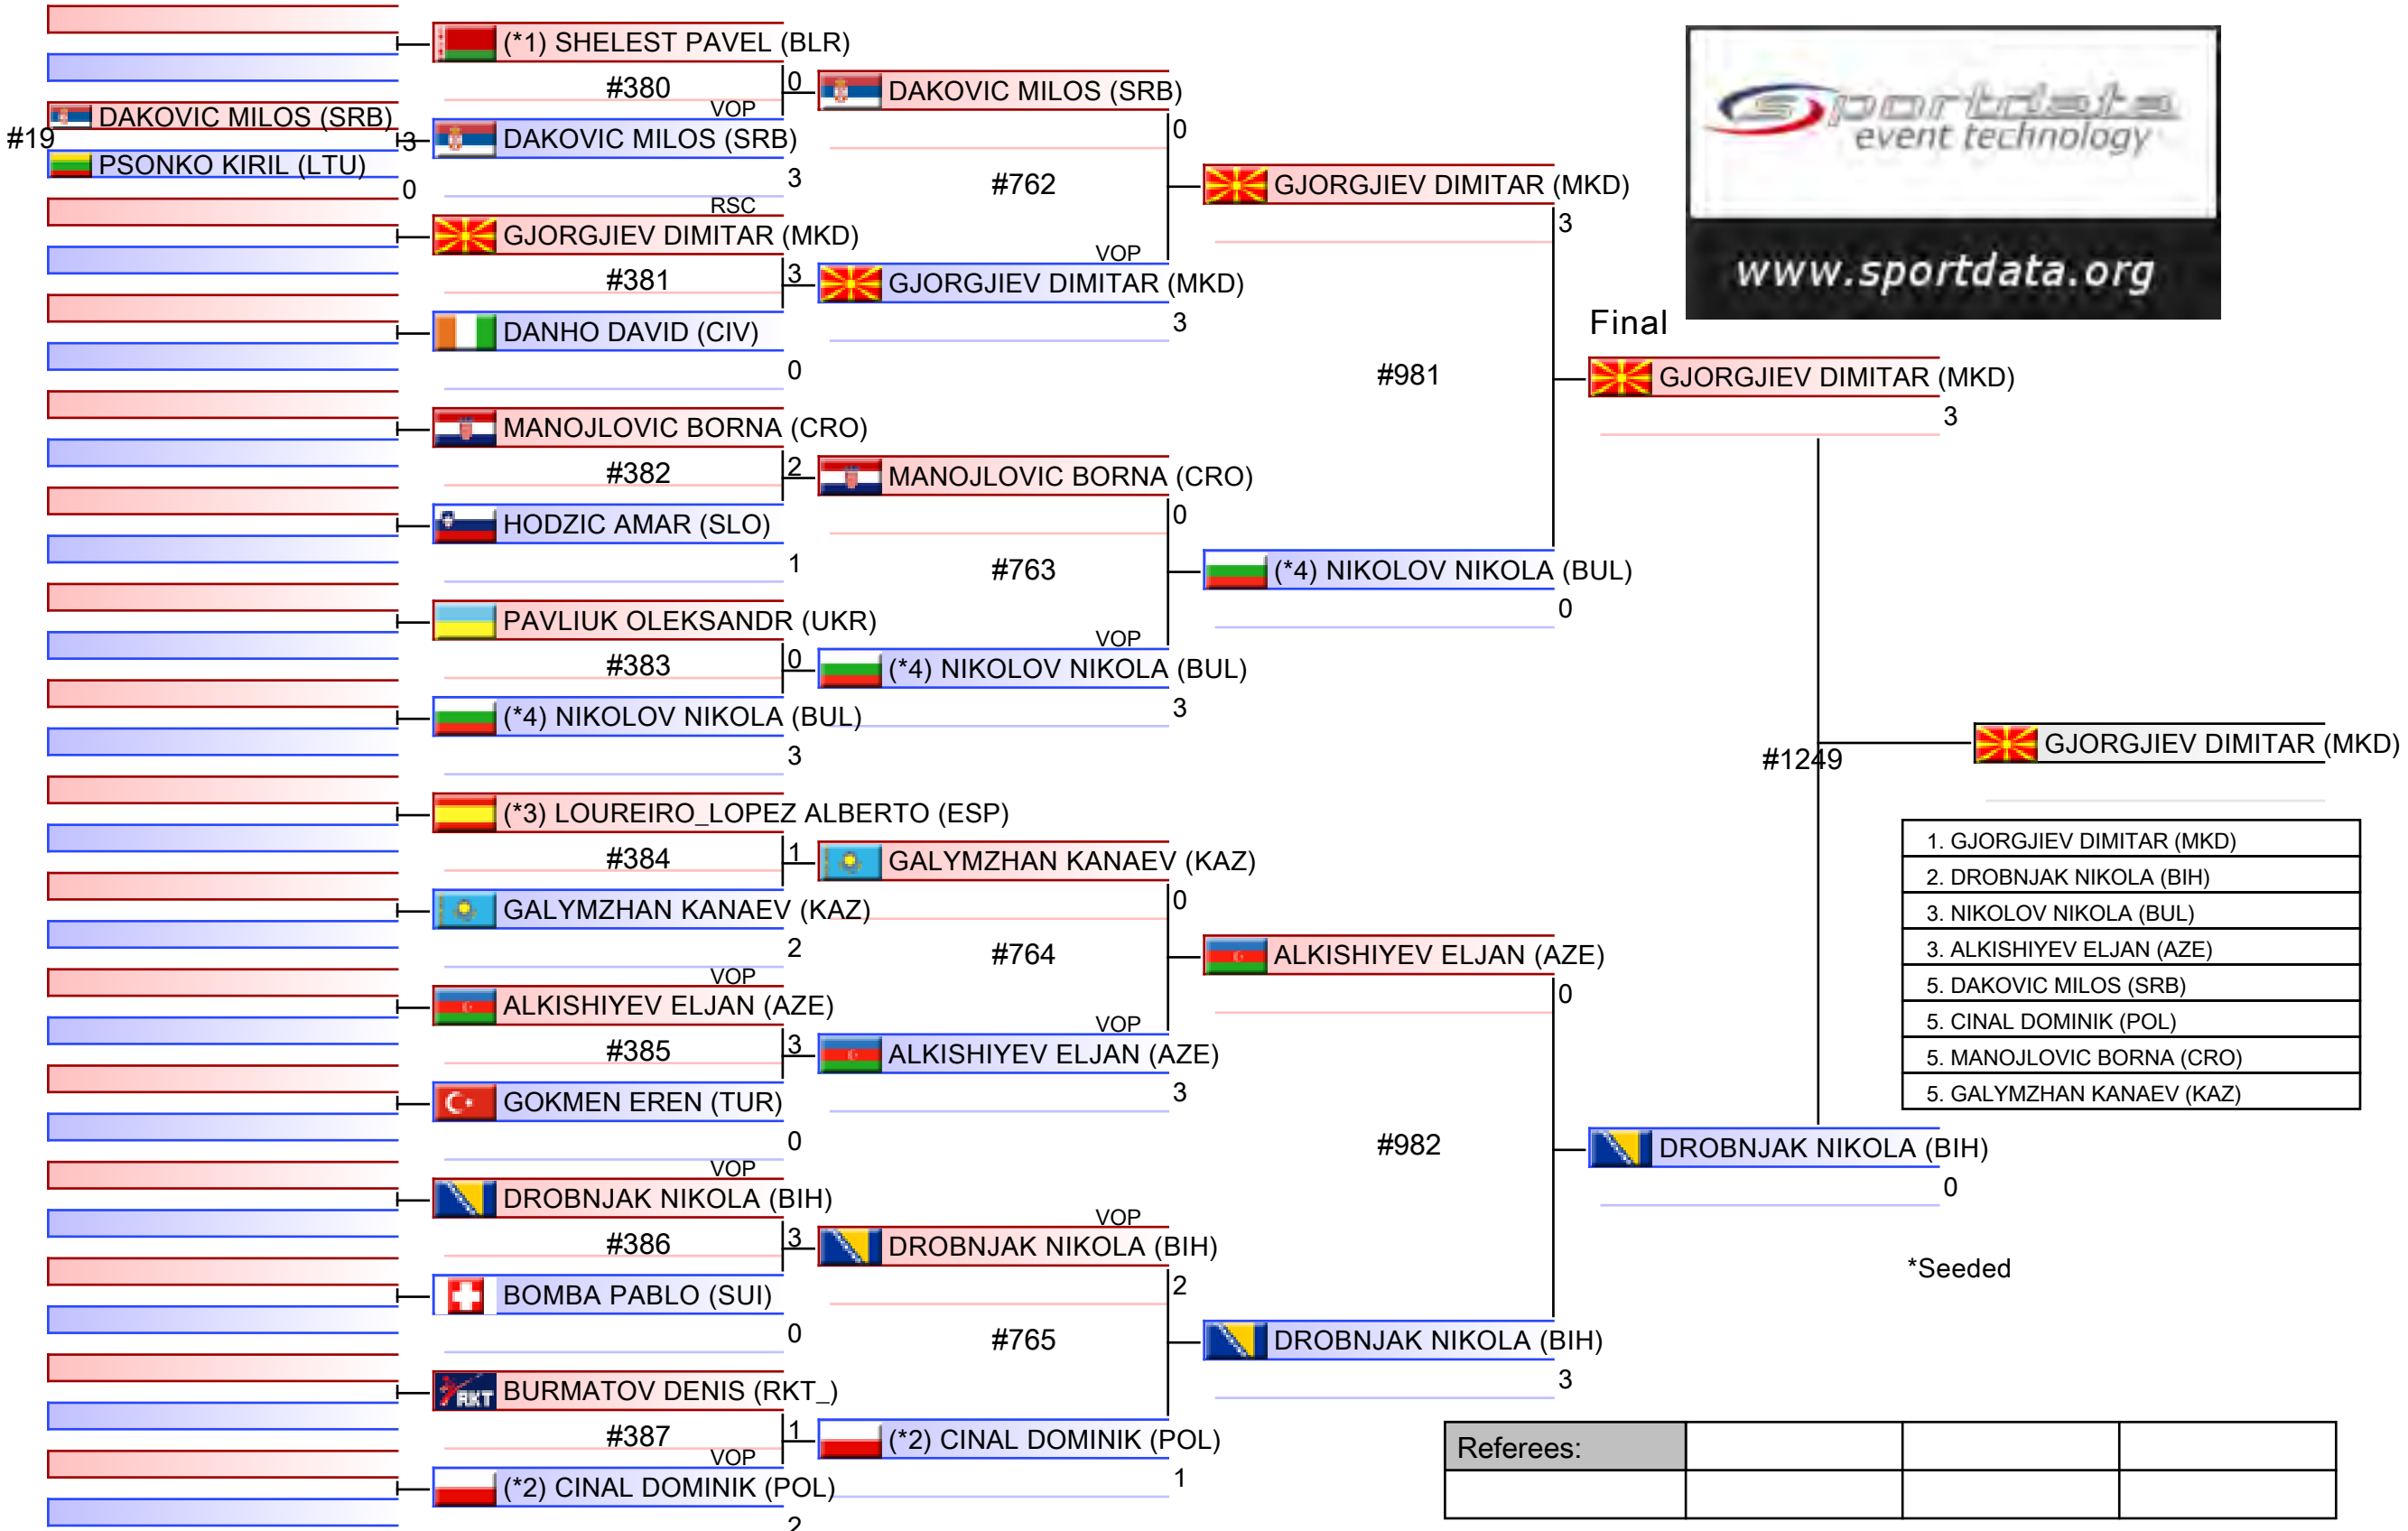 #19
DAKOVIC MILOS (SRB)
3
PSONKO KIRIL (LTU)
0
(*1) SHELEST PAVEL (BLR)
#380
0
VOP
DAKOVIC MILOS (SRB)
3
RSC
GJORGJIEV DIMITAR (MKD)
#381
3
DANHO DAVID (CIV)
0
MANOJLOVIC BORNA (CRO)
#382
2
HODZIC AMAR (SLO)
1
PAVLIUK OLEKSANDR (UKR)
#383
0
(*4) NIKOLOV NIKOLA (BUL)
3
(*3) LOUREIRO_LOPEZ ALBERTO (ESP)
#384
1
GALYMZHAN KANAEV (KAZ)
2
VOP
ALKISHIYEV ELJAN (AZE)
#385
3
GOKMEN EREN (TUR)
0
VOP
DROBNJAK NIKOLA (BIH)
#386
3
BOMBA PABLO (SUI)
0
BURMATOV DENIS (RKT_)
RKT
#387
1
VOP
(*2) CINAL DOMINIK (POL)
2
DAKOVIC MILOS (SRB)
0
#762
VOP
GJORGJIEV DIMITAR (MKD)
3
MANOJLOVIC BORNA (CRO)
0
#763
VOP
(*4) NIKOLOV NIKOLA (BUL)
3
GALYMZHAN KANAEV (KAZ)
0
#764
VOP
ALKISHIYEV ELJAN (AZE)
3
VOP
DROBNJAK NIKOLA (BIH)
2
#765
(*2) CINAL DOMINIK (POL)
1
GJORGJIEV DIMITAR (MKD)
3
#981
(*4) NIKOLOV NIKOLA (BUL)
0
ALKISHIYEV ELJAN (AZE)
0
#982
DROBNJAK NIKOLA (BIH)
3
Final
GJORGJIEV DIMITAR (MKD)
3
#1249
DROBNJAK NIKOLA (BIH)
0
sportdata
event technology
www.sportdata.org
GJORGJIEV DIMITAR (MKD)
1. GJORGJIEV DIMITAR (MKD)
2. DROBNJAK NIKOLA (BIH)
3. NIKOLOV NIKOLA (BUL)
3. ALKISHIYEV ELJAN (AZE)
5. DAKOVIC MILOS (SRB)
5. CINAL DOMINIK (POL)
5. MANOJLOVIC BORNA (CRO)
5. GALYMZHAN KANAEV (KAZ)
*Seeded
Referees: